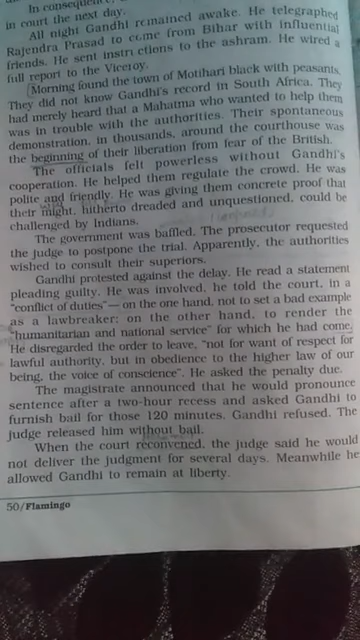 In consequence,
in court the next day.
All night Gandhi remained awake. He telegraphed
Rajendra Prasad to come from Bihar with influential
friends. He sent instructions to the ashram. He wired a
full report to the Viceroy.
Morning found the town of Motihari black with peasants.
They did not know Gandhi's record in South Africa. They
had merely heard that a Mahatma who wanted to help them
was in trouble with the authorities. Their spontaneous
demonstration, in thousands, around the courthouse was
the beginning of their liberation from fear of the British.
The officials felt powerless without Gandhi's
cooperation. He helped them regulate the crowd. He was
polite and friendly. He was giving them concrete proof that
their might, hitherto dreaded and unquestioned, could be
challenged by Indians.
The government was baffled. The prosecutor requested
the judge to postpone the trial. Apparently, the authorities
wished to consult their superiors.
Gandhi protested against the delay. He read a statement
pleading guilty. He was involved, he told the court, in a
“conflict of duties”— on the one hand, not to set a bad example
as a lawbreaker; on the other hand, to render the
“humanitarian and national service” for which he had come.
He disregarded the order to leave, “not for want of respect for
lawful authority, but in obedience to the higher law of our
being, the voice of conscience”. He asked the penalty due.
The magistrate announced that he would pronounce
sentence after a two-hour recess and asked Gandhi to
furnish bail for those 120 minutes. Gandhi refused. The
judge released him without bail.
When the court reconvened, the judge said he would
not deliver the judgment for several days. Meanwhile he
allowed Gandhi to remain at liberty.
50/Flamingo